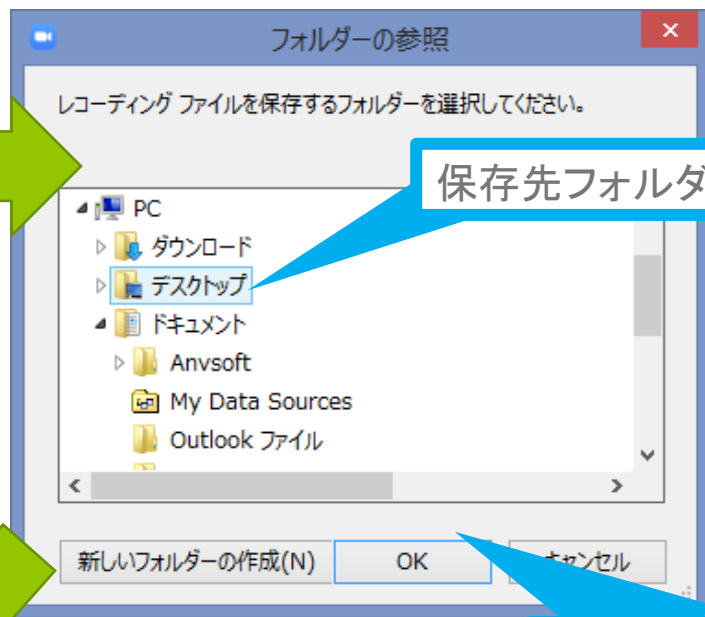 フォルダーの参照
レコーディング ファイルを保存するフォルダーを選択してください。
保存先フォルダ
PC
ダウンロード
デスクトップ
ドキュメント
Anvsoft
My Data Sources
Outlook ファイル
新しいフォルダーの作成(N)
OK
キャンセル